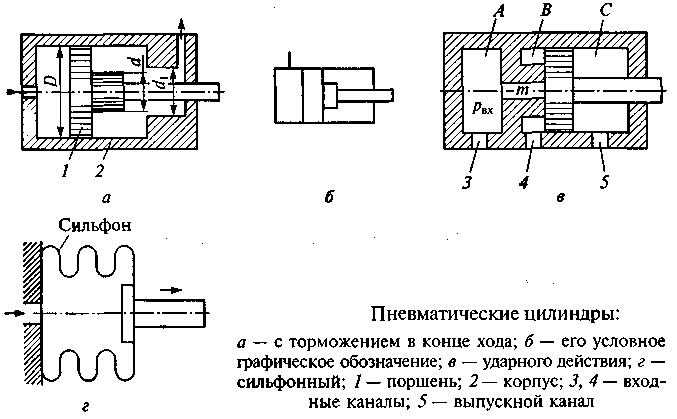 A
B
C
D
d
d₁
m
pвх
1
2
3
4
5
а
б
в
Сильфон
г
Пневматические цилиндры:
а — с торможением в конце хода; б — его условное
графическое обозначение; в — ударного действия; г —
сильфонный; 1 — поршень; 2 — корпус; 3, 4 — вход-
ные каналы; 5 — выпускной канал